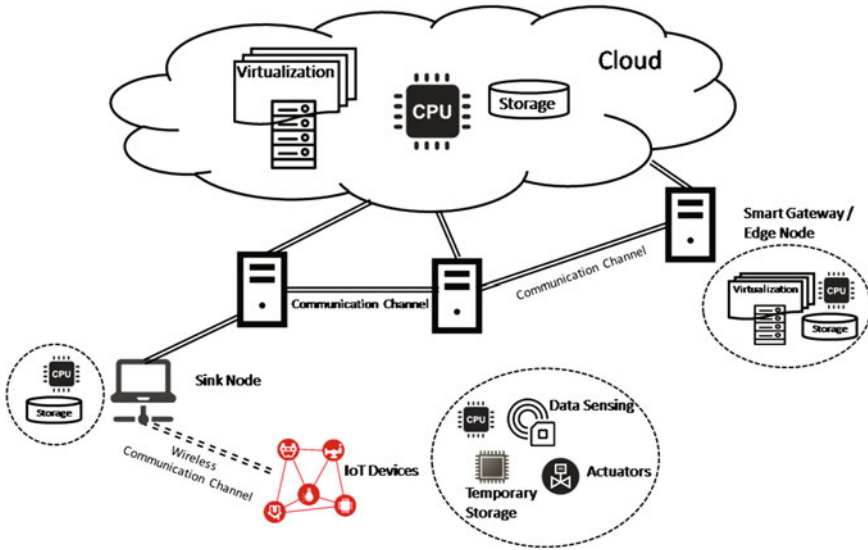 Cloud
Virtualization
CPU
Storage
Smart Gateway /
Edge Node
Communication Channel
Communication Channel
Virtualization
CPU
Storage
CPU
Storage
Sink Node
Wireless
Communication Channel
IoT Devices
CPU
Data Sensing
Temporary
Storage
Actuators